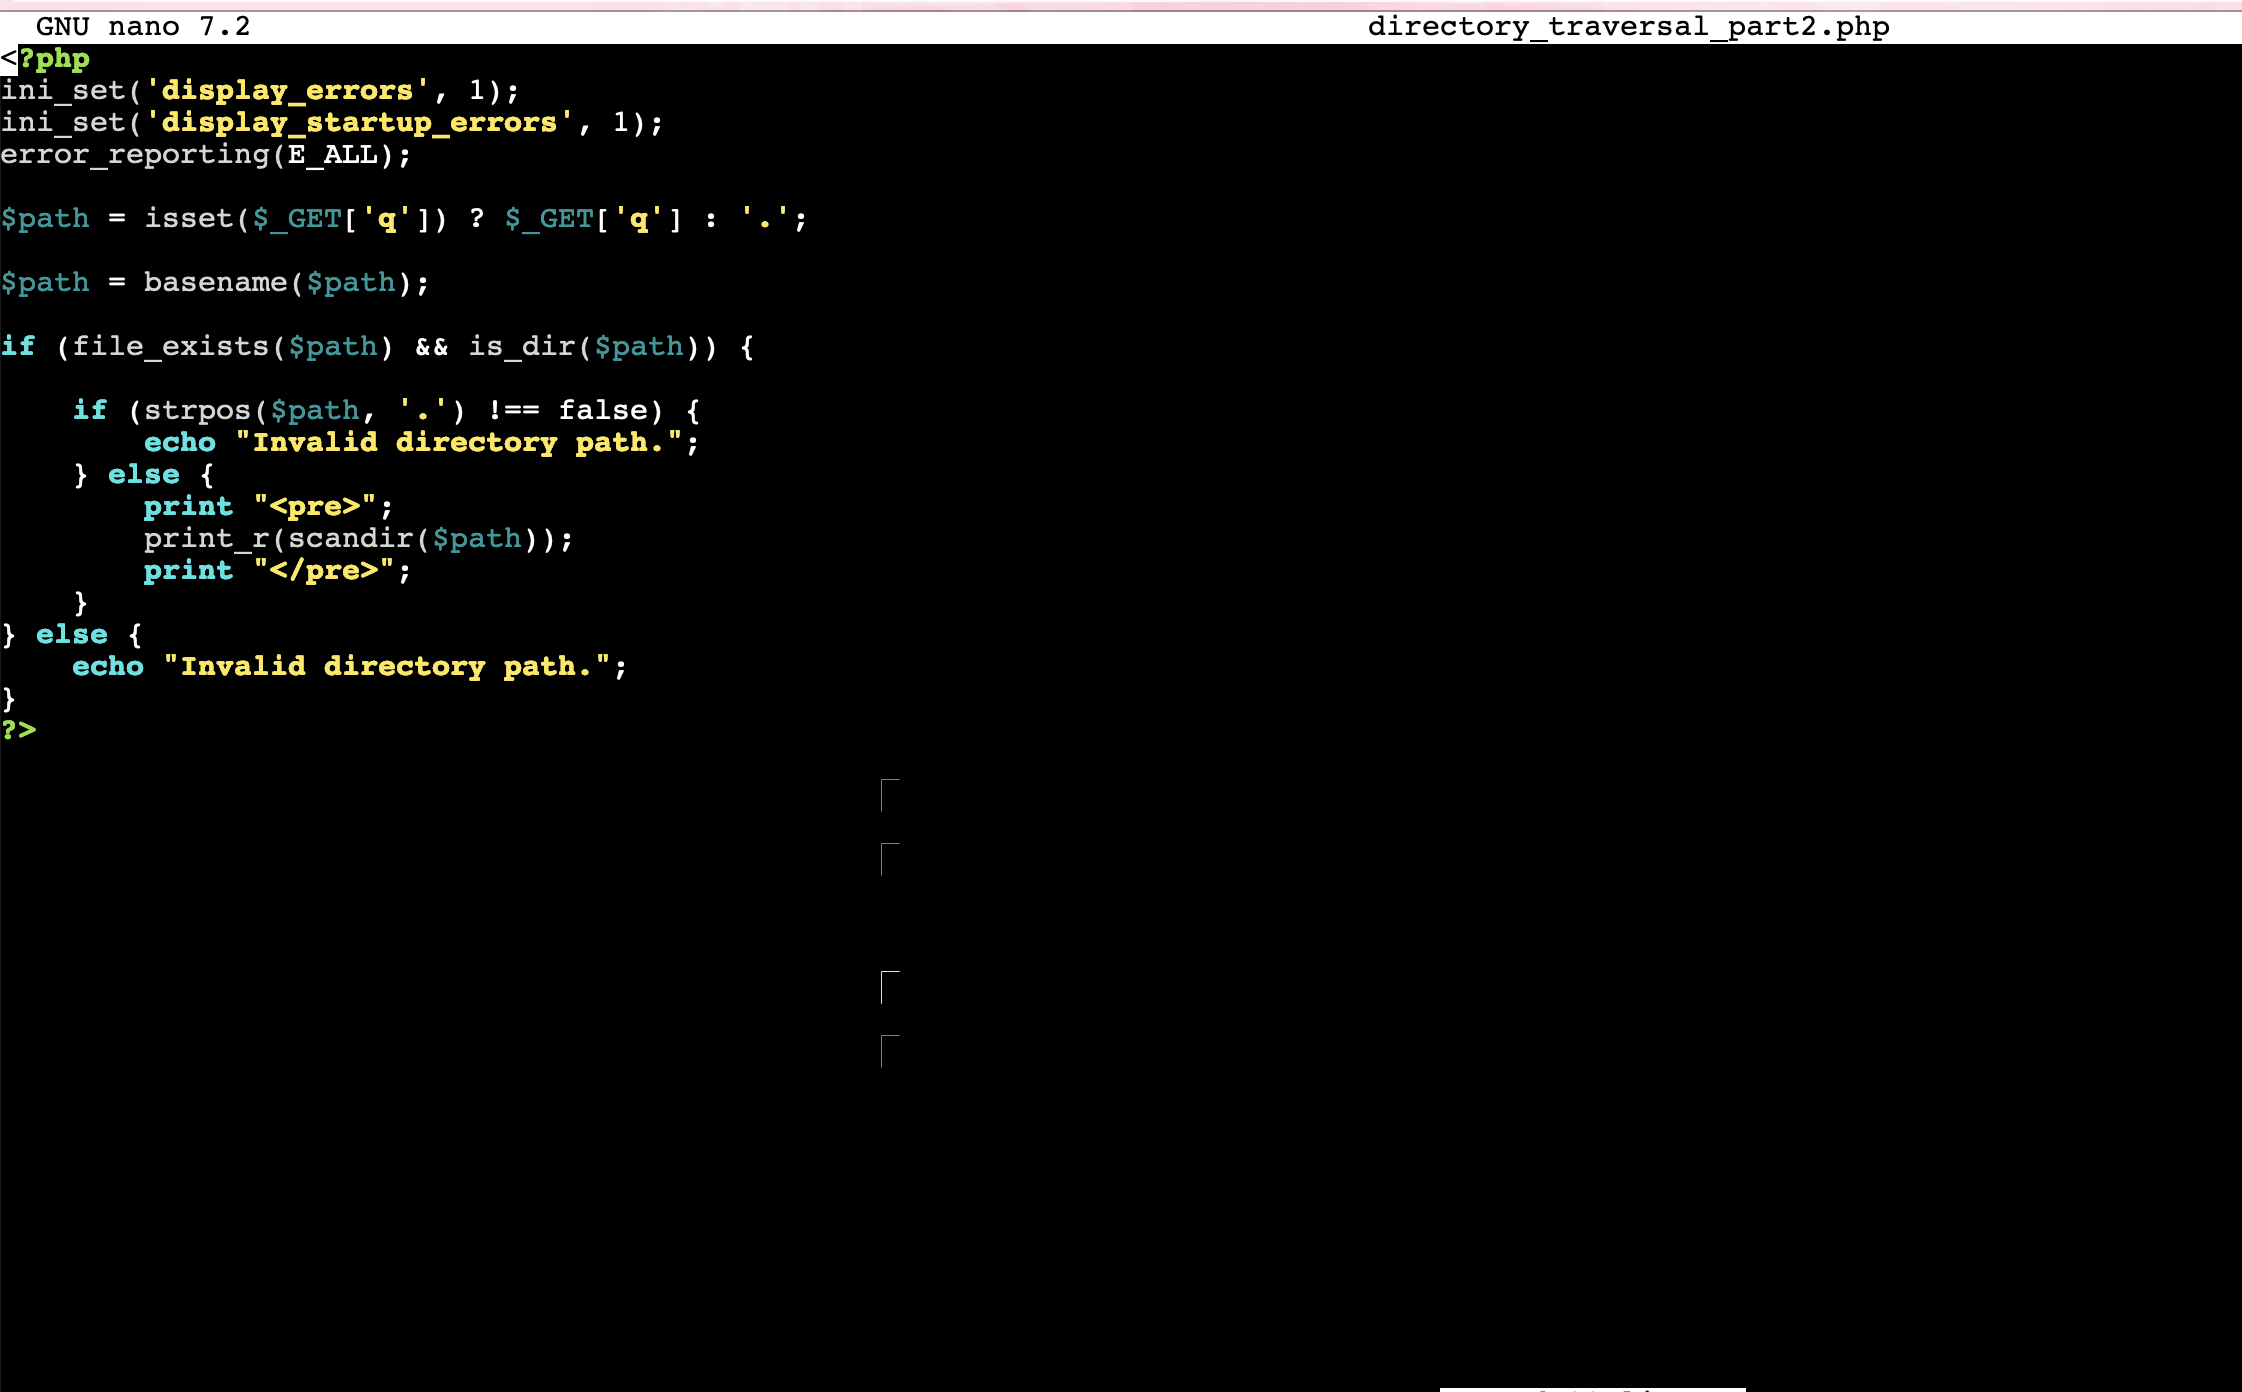 GNU nano 7.2 directory_traversal_part2.php
<?php
ini_set('display_errors', 1);
ini_set('display_startup_errors', 1);
error_reporting(E_ALL);

$path = isset($_GET['q']) ? $_GET['q'] : '.';

$path = basename($path);

if (file_exists($path) && is_dir($path)) {

    if (strpos($path, '.') !== false) {
        echo "Invalid directory path.";
    } else {
        print "<pre>";
        print_r(scandir($path));
        print "</pre>";
    }
} else {
    echo "Invalid directory path.";
}
?>